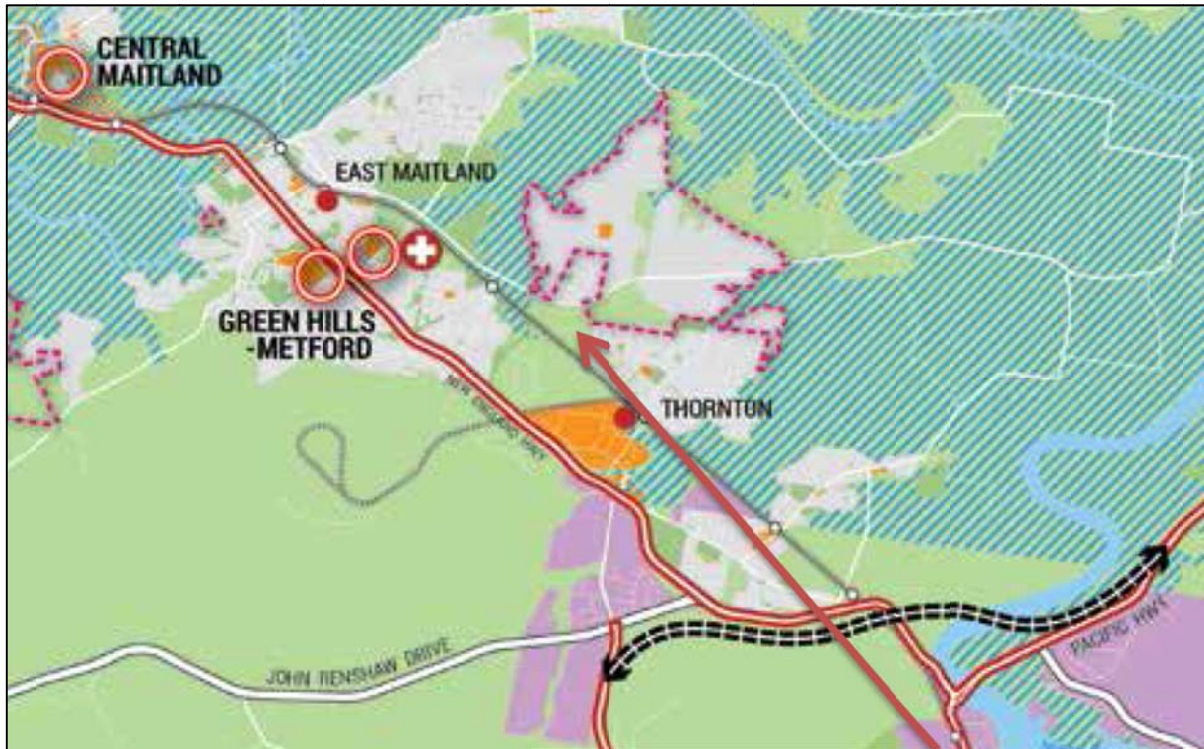 CENTRAL
MAITLAND
EAST MAITLAND
GREEN HILLS
-METFORD
NEW ENGLAND HWY
THORNTON
JOHN RENSHAW DRIVE
PACIFIC HWY